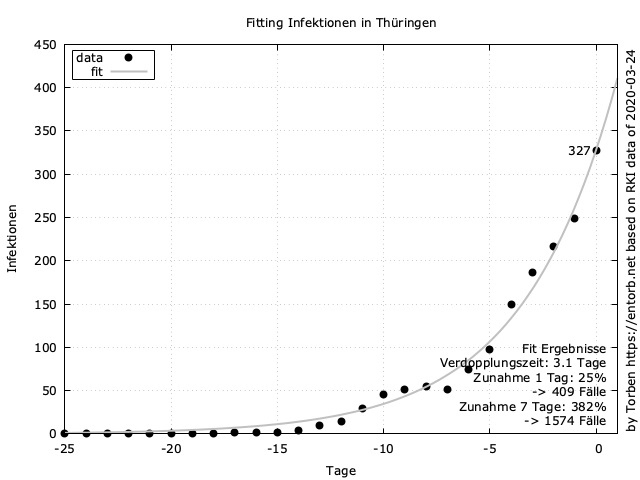 Fitting Infektionen in Thüringen
450
400
350
300
250
200
150
100
50
0
-25
-20
-15
-10
-5
0
Infektionen
Tage
data
fit
327
Fit Ergebnisse
Verdopplungszeit: 3.1 Tage
Zunahme 1 Tag: 25%
-> 409 Fälle
Zunahme 7 Tage: 382%
-> 1574 Fälle
by Torben https://entorb.net based on RKI data of 2020-03-24